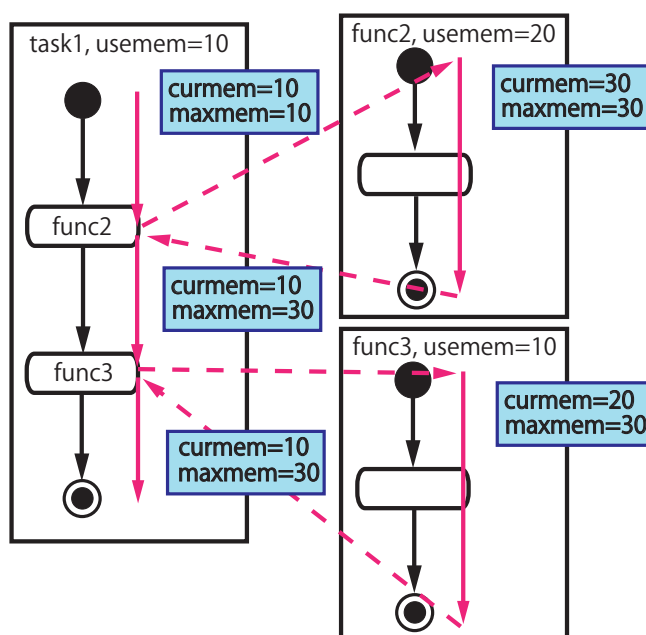 task1, usemem=10
curmem=10
maxmem=10
func2
curmem=10
maxmem=30
func3
curmem=10
maxmem=30
func2, usemem=20
curmem=30
maxmem=30
func3, usemem=10
curmem=20
maxmem=30